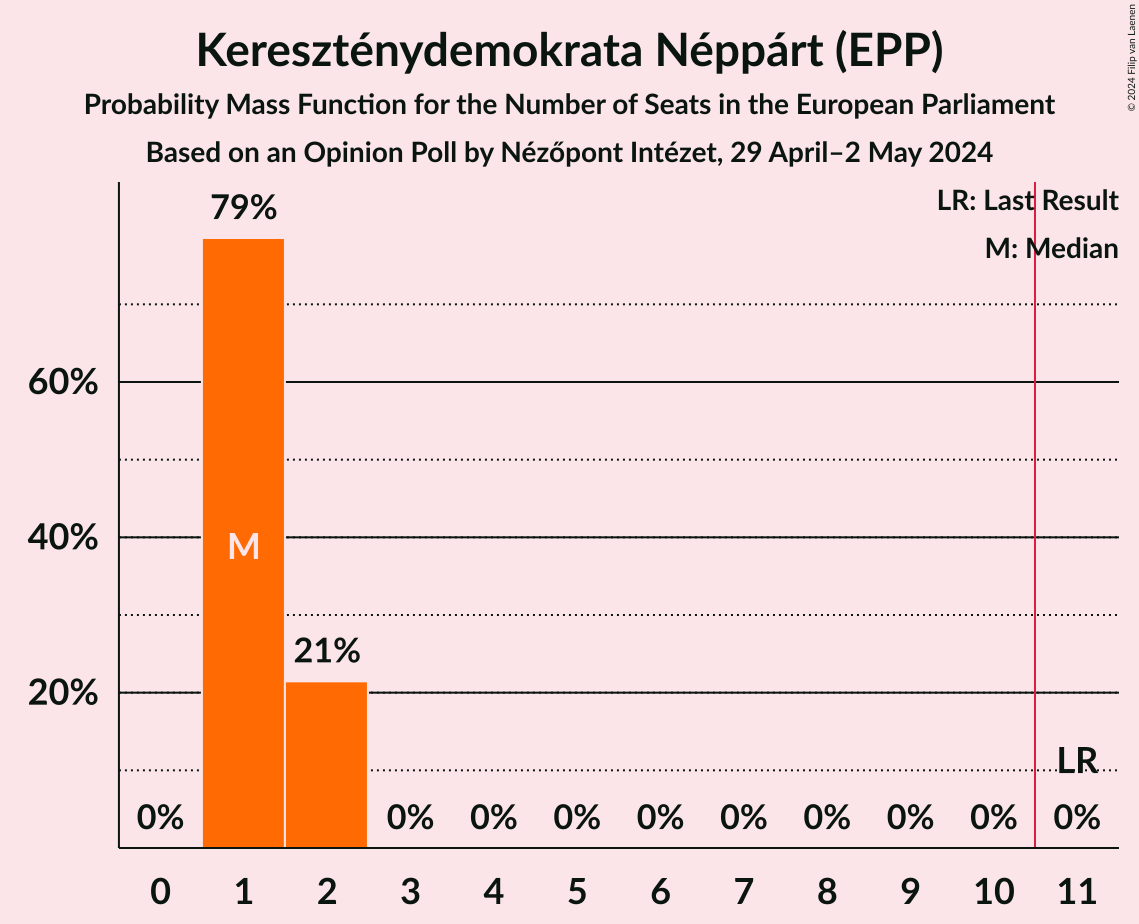 Kereszténydemokrata Néppárt (EPP)
Probability Mass Function for the Number of Seats in the European Parliament
Based on an Opinion Poll by Nézőpont Intézet, 29 April–2 May 2024
© 2024 Filip van Laenen
LR: Last Result
M: Median
79%
60%
40%
M
21%
20%
LR
0% 0% 0% 0% 0% 0% 0% 0% 0% 0%
0 1 2 3 4 5 6 7 8 9 10 11